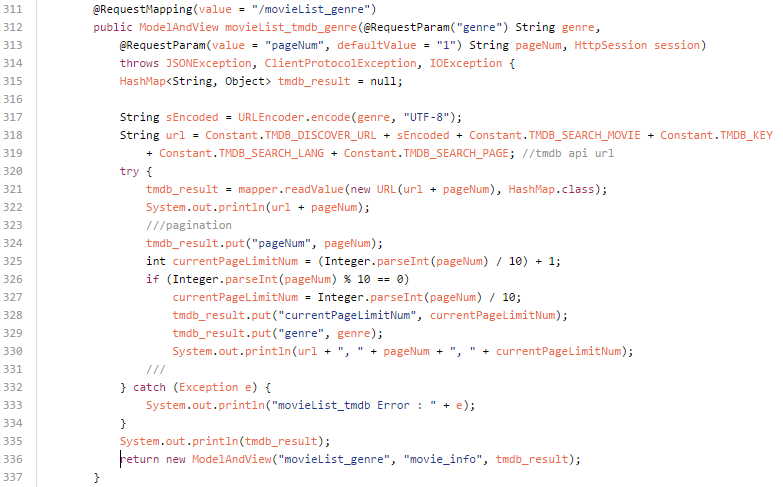 311 @RequestMapping(value = "/movieList_genre")
312 public ModelAndView movieList_tmdb_genre(@RequestParam("genre") String genre,
313 @RequestParam(value = "pageNum", defaultValue = "1") String pageNum, HttpSession session)
314 throws JSONException, ClientProtocolException, IOException {
315 HashMap<String, Object> tmdb_result = null;
316
317 String sEncoded = URLEncoder.encode(genre, "UTF-8");
318 String url = Constant.TMDB_DISCOVER_URL + sEncoded + Constant.TMDB_SEARCH_MOVIE + Constant.TMDB_KEY
319 + Constant.TMDB_SEARCH_LANG + Constant.TMDB_SEARCH_PAGE; //tmdb api url
320 try {
321 tmdb_result = mapper.readValue(new URL(url + pageNum), HashMap.class);
322 System.out.println(url + pageNum);
323 ///pagination
324 tmdb_result.put("pageNum", pageNum);
325 int currentPageLimitNum = (Integer.parseInt(pageNum) / 10) + 1;
326 if (Integer.parseInt(pageNum) % 10 == 0)
327 currentPageLimitNum = Integer.parseInt(pageNum) / 10;
328 tmdb_result.put("currentPageLimitNum", currentPageLimitNum);
329 tmdb_result.put("genre", genre);
330 System.out.println(url + ", " + pageNum + ", " + currentPageLimitNum);
331 ///
332 } catch (Exception e) {
333 System.out.println("movieList_tmdb Error : " + e);
334 }
335 System.out.println(tmdb_result);
336 return new ModelAndView("movieList_genre", "movie_info", tmdb_result);
337 }